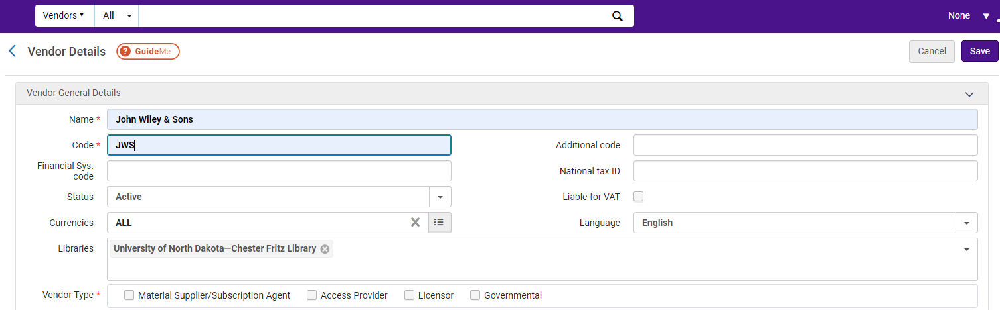 Vendors All None
Vendor Details ? GuideMe Cancel Save
Vendor General Details
Name * John Wiley & Sons
Code * JWS Additional code
Financial Sys.
code National tax ID
Status Active Liable for VAT
Currencies ALL Language English
Libraries University of North Dakota—Chester Fritz Library
Vendor Type * Material Supplier/Subscription Agent Access Provider Licensor Governmental